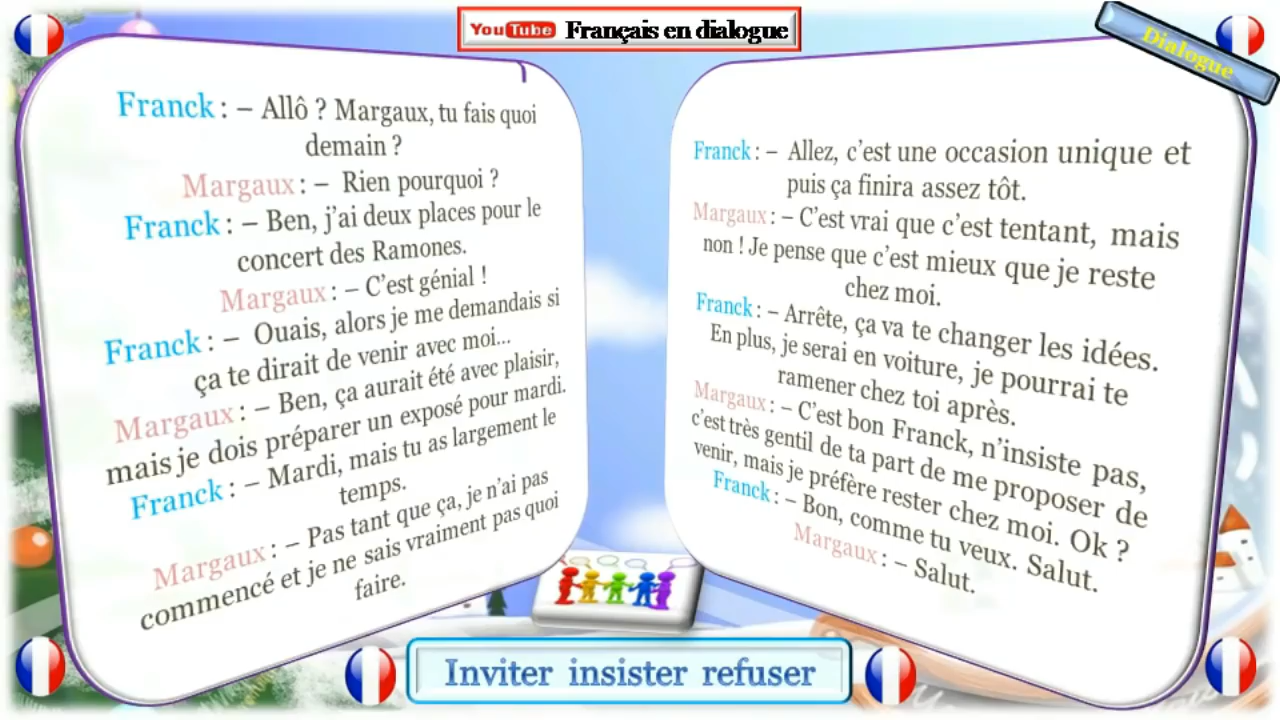 YouTube Français en dialogue
Dialogue
Franck : – Allô ? Margaux, tu fais quoi
demain ?
Margaux : – Rien pourquoi ?
Franck : – Ben, j’ai deux places pour le
concert des Ramones.
Margaux : – C’est génial !
Franck : – Ouais, alors je me demandais si
ça te dirait de venir avec moi...
Margaux : – Ben, ça aurait été avec plaisir,
mais je dois préparer un exposé pour mardi.
Franck : – Mardi, mais tu as largement le
temps.
Margaux : – Pas tant que ça, je n’ai pas
commencé et je ne sais vraiment pas quoi
faire.
Franck : – Allez, c’est une occasion unique et
puis ça finira assez tôt.
Margaux : – C’est vrai que c’est tentant, mais
non ! Je pense que c’est mieux que je reste
chez moi.
Franck : – Arrête, ça va te changer les idées.
En plus, je serai en voiture, je pourrai te
ramener chez toi après.
Margaux : – C’est bon Franck, n’insiste pas,
c’est très gentil de ta part de me proposer de
venir, mais je préfère rester chez moi. Ok ?
Franck : – Bon, comme tu veux. Salut.
Margaux : – Salut.
Inviter insister refuser